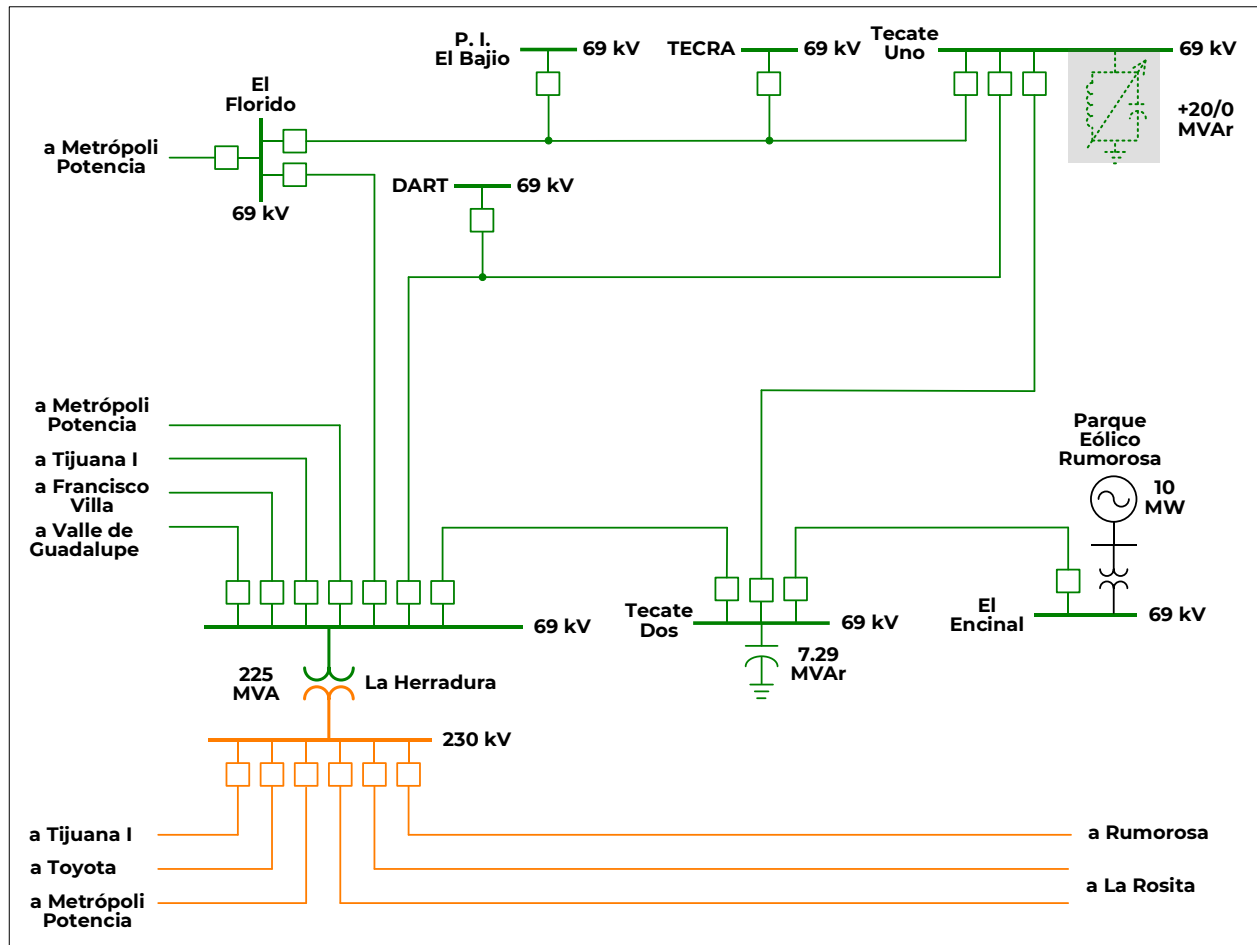 P. I.
El Bajio
69 kV
TECRA
69 kV
Tecate
Uno
69 kV
+20/0
MVAr
El
Florido
a Metrópoli
Potencia
69 kV
DART
69 kV
a Metrópoli
Potencia
a Tijuana I
a Francisco
Villa
a Valle de
Guadalupe
Parque
Eólico
Rumorosa
10
MW
69 kV
Tecate
Dos
69 kV
El
Encinal
69 kV
7.29
MVAr
225
MVA
La Herradura
230 kV
a Tijuana I
a Toyota
a Metrópoli
Potencia
a Rumorosa
a La Rosita